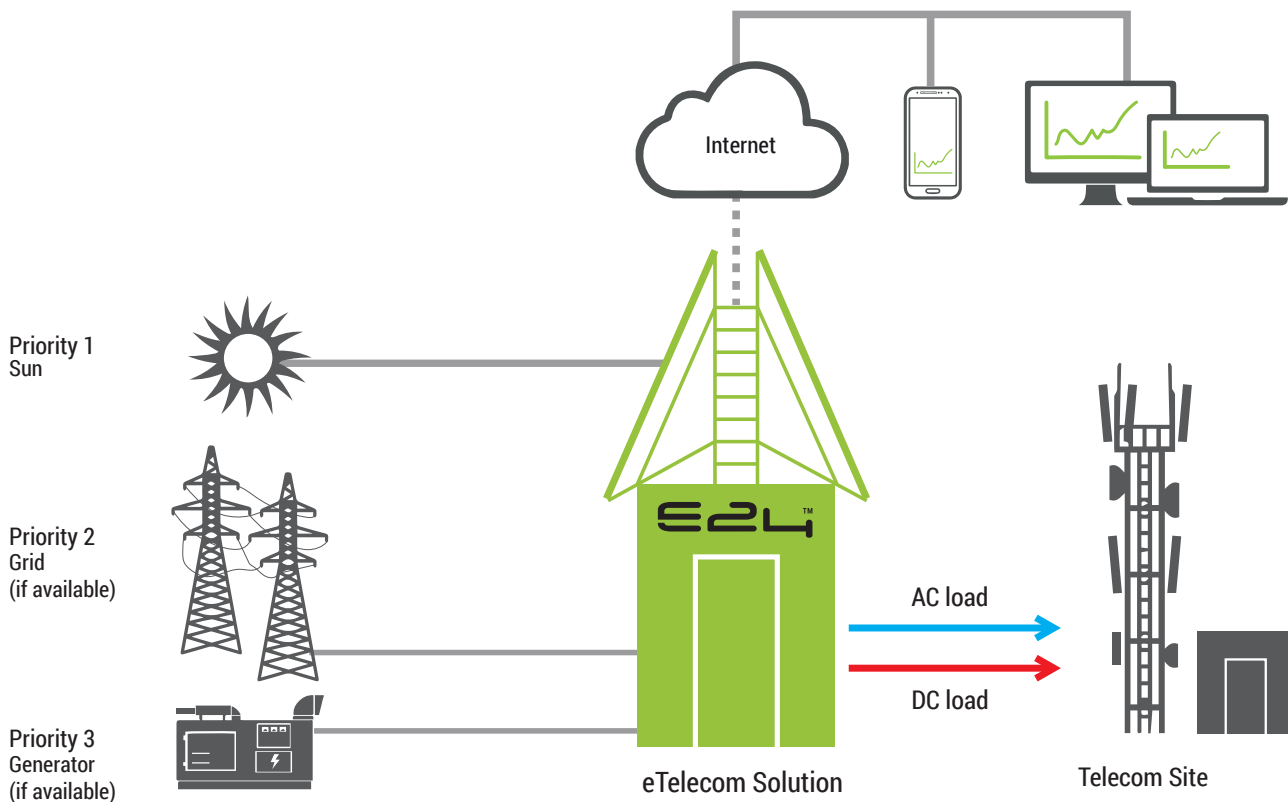 Internet
Priority 1
Sun
Priority 2
Grid
(if available)
Priority 3
Generator
(if available)
E24™
AC load
DC load
eTelecom Solution
Telecom Site